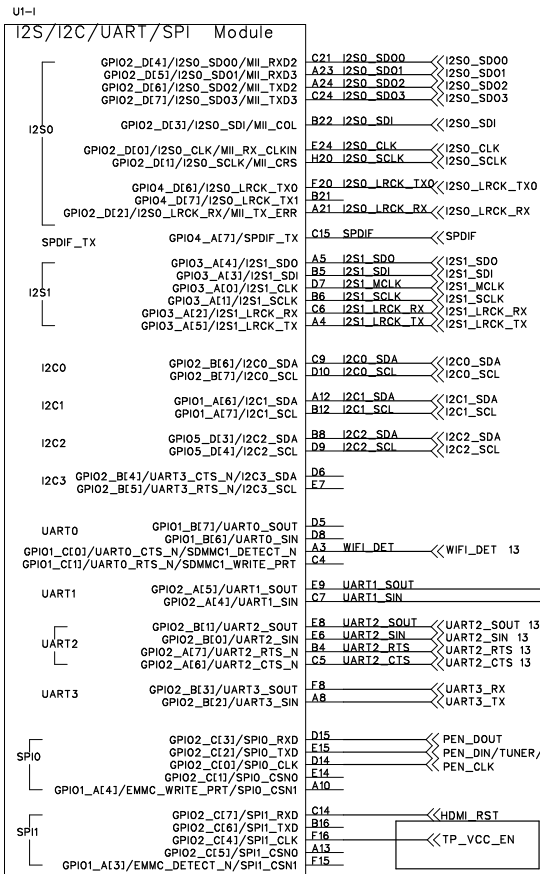 U1-I
I2S/I2C/UART/SPI Module
GPIO2_D[4]/I2S0_SDO0/MII_RXD2 C21 I2S0_SDO0 I2S0_SDO0
GPIO2_D[5]/I2S0_SDO1/MII_RXD3 A23 I2S0_SDO1 I2S0_SDO1
GPIO2_D[6]/I2S0_SDO2/MII_TXD2 A24 I2S0_SDO2 I2S0_SDO2
GPIO2_D[7]/I2S0_SDO3/MII_TXD3 C24 I2S0_SDO3 I2S0_SDO3
I2S0 GPIO2_D[3]/I2S0_SDI/MII_COL B22 I2S0_SDI I2S0_SDI
GPIO2_D[0]/I2S0_CLK/MII_RX_CLKIN E24 I2S0_CLK I2S0_CLK
GPIO2_D[1]/I2S0_SCLK/MII_CRS H20 I2S0_SCLK I2S0_SCLK
GPIO4_D[6]/I2S0_LRCK_TX0 F20 I2S0_LRCK_TX0 I2S0_LRCK_TX0
GPIO4_D[7]/I2S0_LRCK_TX1 B21
GPIO2_D[2]/I2S0_LRCK_RX/MII_TX_ERR A21 I2S0_LRCK_RX I2S0_LRCK_RX
SPDIF_TX GPIO4_A[7]/SPDIF_TX C15 SPDIF SPDIF
GPIO3_A[4]/I2S1_SDO A5 I2S1_SDO I2S1_SDO
GPIO3_A[3]/I2S1_SDI B5 I2S1_SDI I2S1_SDI
I2S1 GPIO3_A[0]/I2S1_CLK D7 I2S1_MCLK I2S1_MCLK
GPIO3_A[1]/I2S1_SCLK B6 I2S1_SCLK I2S1_SCLK
GPIO3_A[2]/I2S1_LRCK_RX C6 I2S1_LRCK_RX I2S1_LRCK_RX
GPIO3_A[5]/I2S1_LRCK_TX A4 I2S1_LRCK_TX I2S1_LRCK_TX
I2C0 GPIO2_B[6]/I2C0_SDA C9 I2C0_SDA I2C0_SDA
GPIO2_B[7]/I2C0_SCL D10 I2C0_SCL I2C0_SCL
I2C1 GPIO1_A[6]/I2C1_SDA A12 I2C1_SDA I2C1_SDA
GPIO1_A[7]/I2C1_SCL B12 I2C1_SCL I2C1_SCL
I2C2 GPIO5_D[3]/I2C2_SDA B8 I2C2_SDA I2C2_SDA
GPIO5_D[4]/I2C2_SCL D9 I2C2_SCL I2C2_SCL
I2C3 GPIO2_B[4]/UART3_CTS_N/I2C3_SDA D6
GPIO2_B[5]/UART3_RTS_N/I2C3_SCL E7
UART0 GPIO1_B[7]/UART0_SOUT D5
GPIO1_B[6]/UART0_SIN D8
GPIO1_C[0]/UART0_CTS_N/SDMMC1_DETECT_N A3 WIFI_DET WIFI_DET 13
GPIO1_C[1]/UART0_RTS_N/SDMMC1_WRITE_PRT C4
UART1 GPIO2_A[5]/UART1_SOUT E9 UART1_SOUT
GPIO2_A[4]/UART1_SIN C7 UART1_SIN
GPIO2_B[1]/UART2_SOUT E8 UART2_SOUT UART2_SOUT 13
UART2 GPIO2_B[0]/UART2_SIN E6 UART2_SIN UART2_SIN 13
GPIO2_A[7]/UART2_RTS_N B4 UART2_RTS UART2_RTS 13
GPIO2_A[6]/UART2_CTS_N C5 UART2_CTS UART2_CTS 13
UART3 GPIO2_B[3]/UART3_SOUT F8 UART3_RX
GPIO2_B[2]/UART3_SIN A8 UART3_TX
GPIO2_C[3]/SPI0_RXD D15 PEN_DOUT
SPI0 GPIO2_C[2]/SPI0_TXD E15 PEN_DIN/TUNER/
GPIO2_C[0]/SPI0_CLK D14 PEN_CLK
GPIO2_C[1]/SPI0_CSN0 E14
GPIO1_A[4]/EMMC_WRITE_PRT/SPI0_CSN1 A10
GPIO2_C[7]/SPI1_RXD C14 HDMI_RST
SPI1 GPIO2_C[6]/SPI1_TXD B16
GPIO2_C[4]/SPI1_CLK F16 TP_VCC_EN
GPIO2_C[5]/SPI1_CSN0 A13
GPIO1_A[3]/EMMC_DETECT_N/SPI1_CSN1 F15